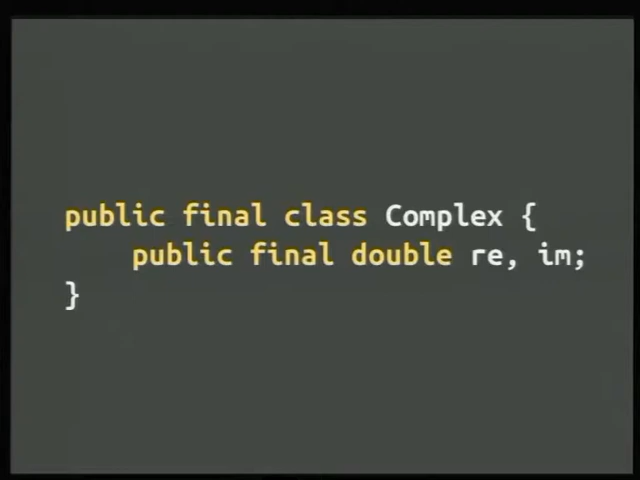 public final class Complex {
    public final double re, im;
}